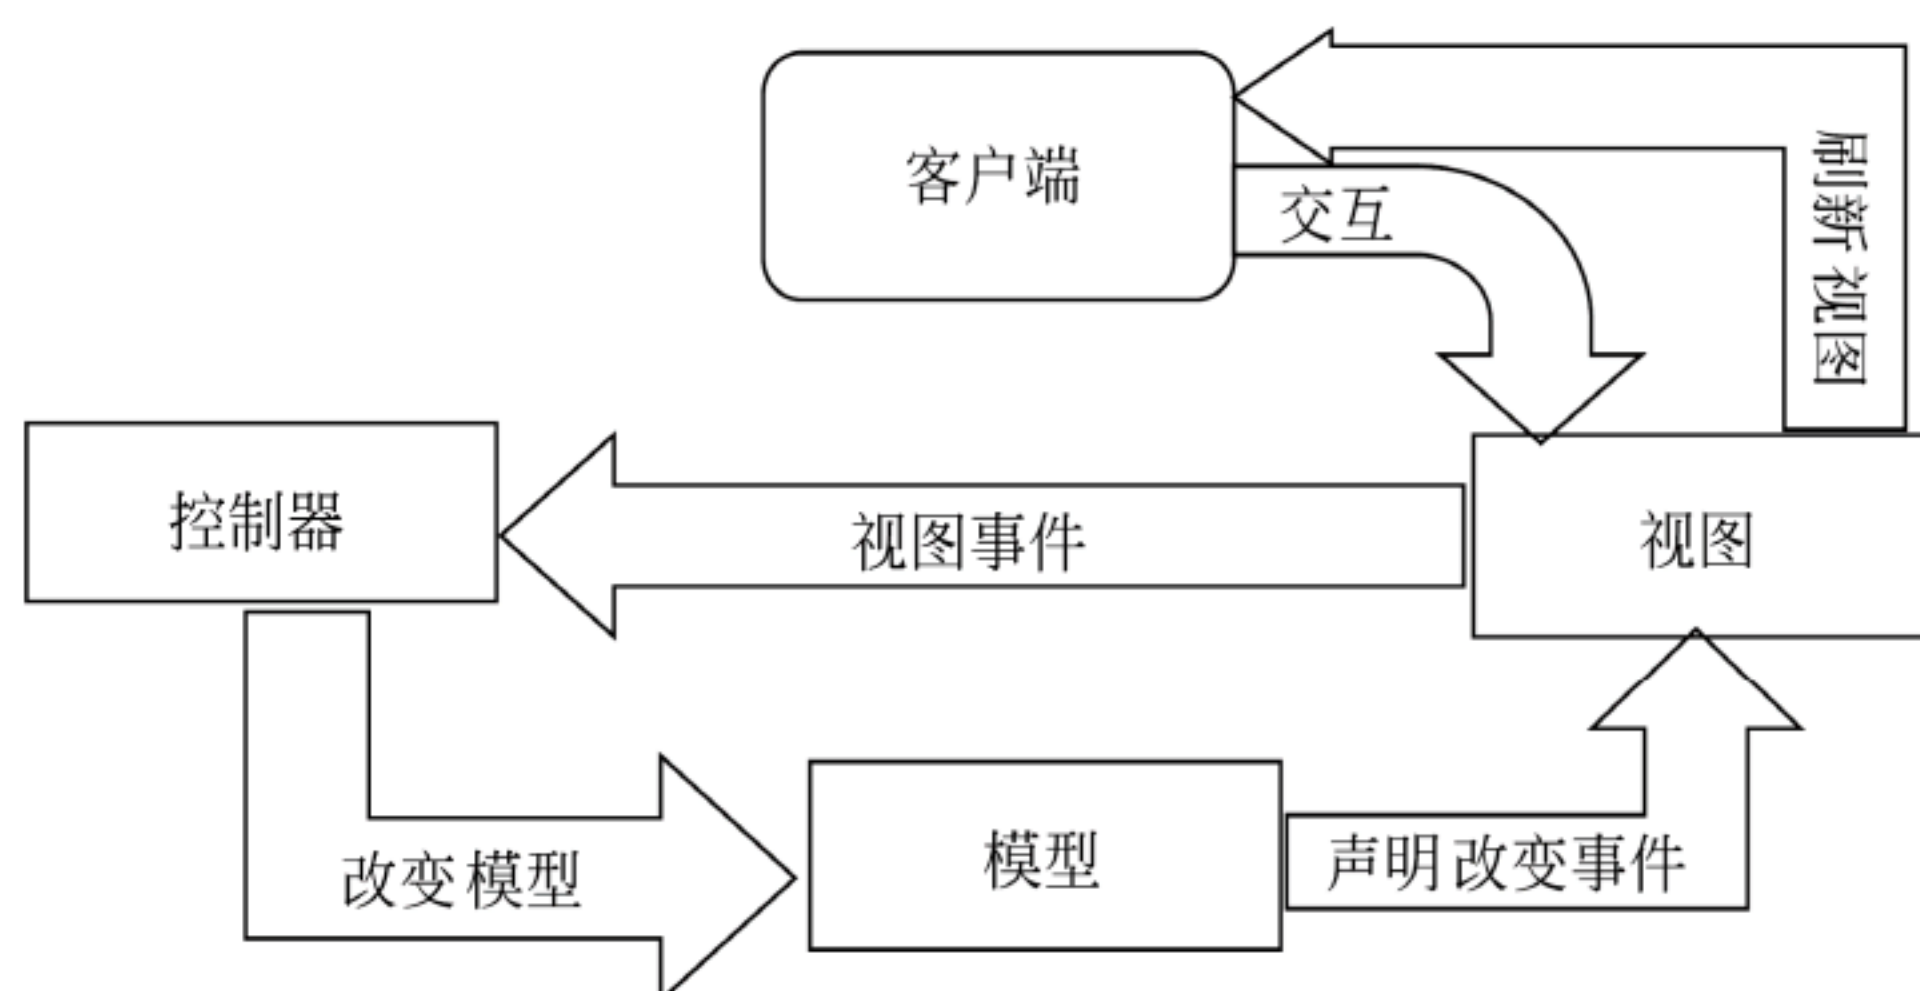 客户端
交互
刷新视图
控制器
视图事件
视图
改变模型
模型
声明改变事件